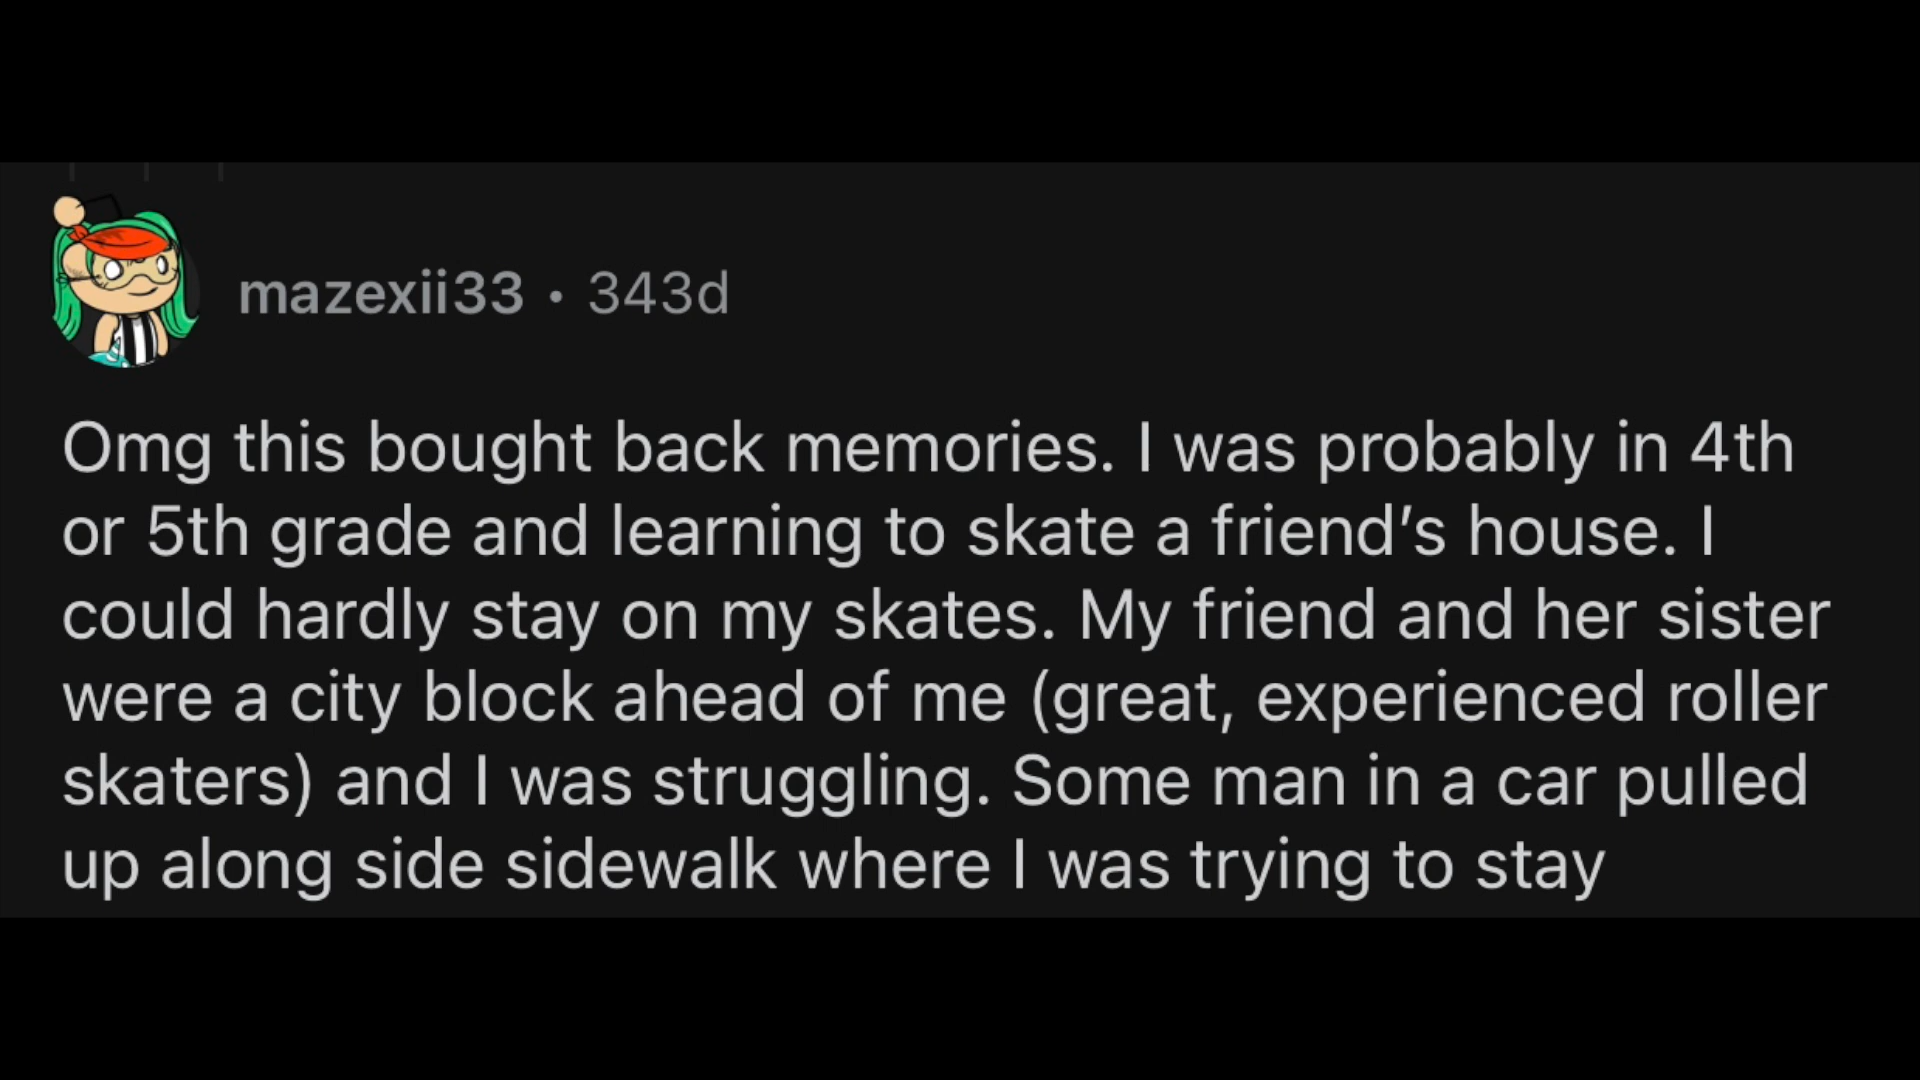 mazexii33 • 343d
Omg this bought back memories. I was probably in 4th
or 5th grade and learning to skate a friend’s house. I
could hardly stay on my skates. My friend and her sister
were a city block ahead of me (great, experienced roller
skaters) and I was struggling. Some man in a car pulled
up along side sidewalk where I was trying to stay